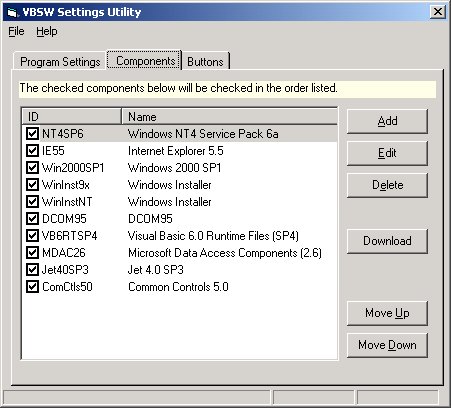 VBSW Settings Utility
File Help
Program Settings Components Buttons
The checked components below will be checked in the order listed.
ID Name
NT4SP6 Windows NT4 Service Pack 6a
IE55 Internet Explorer 5.5
Win2000SP1 Windows 2000 SP1
WinInst9x Windows Installer
WinInstNT Windows Installer
DCOM95 DCOM95
VB6RTSP4 Visual Basic 6.0 Runtime Files (SP4)
MDAC26 Microsoft Data Access Components (2.6)
Jet40SP3 Jet 4.0 SP3
ComCtls50 Common Controls 5.0
Add
Edit
Delete
Download
Move Up
Move Down